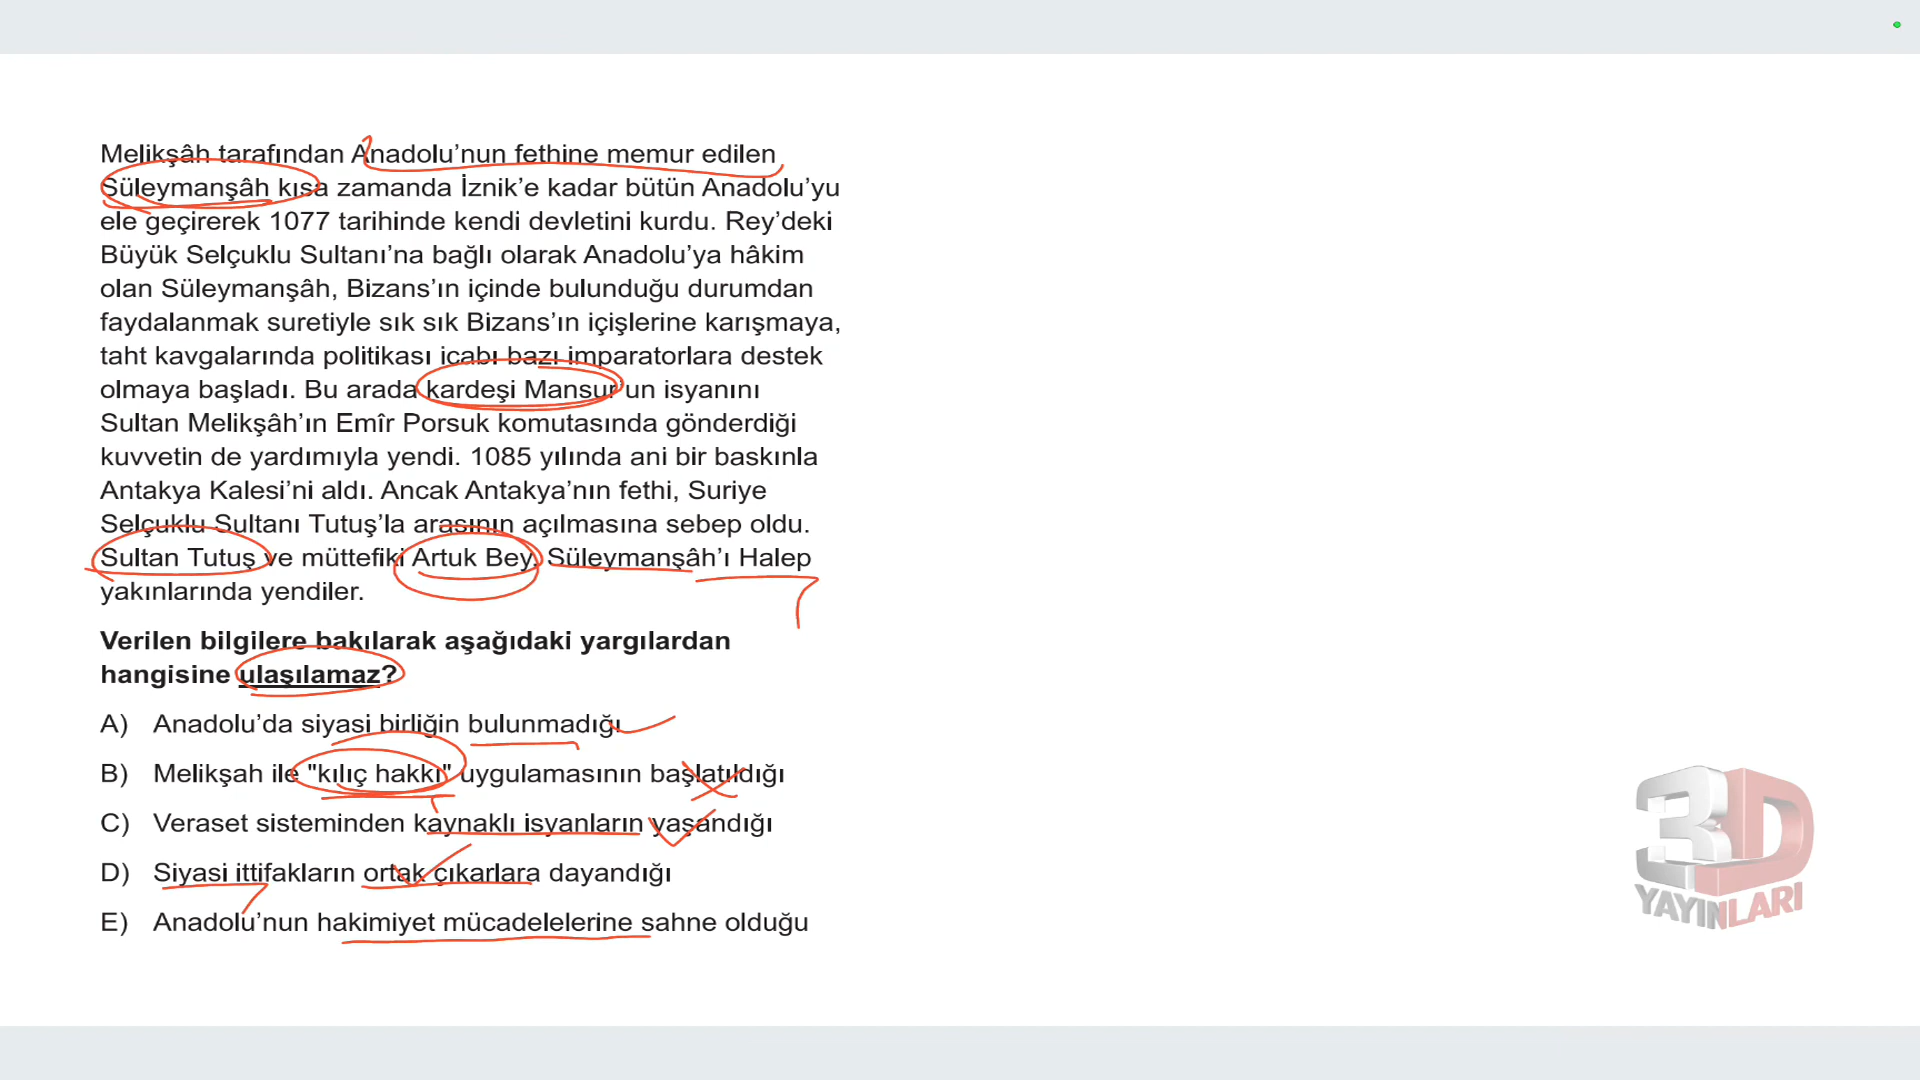 Melikşâh tarafından Anadolu’nun fethine memur edilen
Süleymanşâh kısa zamanda İznik’e kadar bütün Anadolu’yu
ele geçirerek 1077 tarihinde kendi devletini kurdu. Rey’deki
Büyük Selçuklu Sultanı’na bağlı olarak Anadolu’ya hâkim
olan Süleymanşâh, Bizans’ın içinde bulunduğu durumdan
faydalanmak suretiyle sık sık Bizans’ın içişlerine karışmaya,
taht kavgalarında politikası icabı bazı imparatorlara destek
olmaya başladı. Bu arada kardeşi Mansur’un isyanını
Sultan Melikşâh’ın Emîr Porsuk komutasında gönderdiği
kuvvetin de yardımıyla yendi. 1085 yılında ani bir baskınla
Antakya Kalesi’ni aldı. Ancak Antakya’nın fethi, Suriye
Selçuklu Sultanı Tutuş’la arasının açılmasına sebep oldu.
Sultan Tutuş ve müttefiki Artuk Bey, Süleymanşâh’ı Halep
yakınlarında yendiler.
Verilen bilgilere bakılarak aşağıdaki yargılardan
hangisine ulaşılamaz?
A) Anadolu’da siyasi birliğin bulunmadığı
B) Melikşah ile "kılıç hakkı" uygulamasının başlatıldığı
C) Veraset sisteminden kaynaklı isyanların yaşandığı
D) Siyasi ittifakların ortak çıkarlara dayandığı
E) Anadolu’nun hakimiyet mücadelelerine sahne olduğu
3D
YAYINLARI